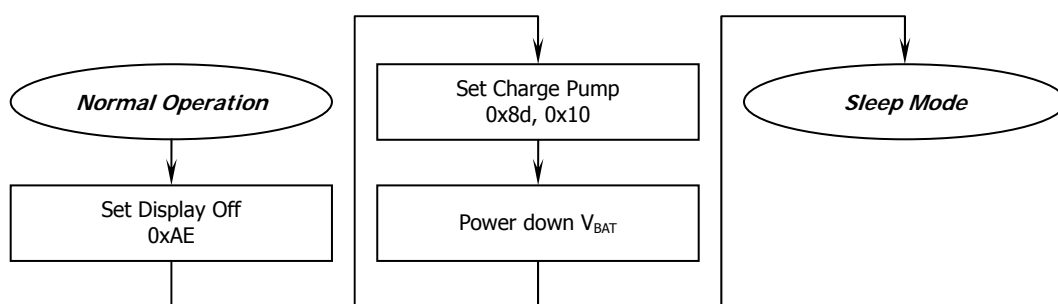 Normal Operation
Set Display Off
0xAE
Set Charge Pump
0x8d, 0x10
Power down VBAT
Sleep Mode